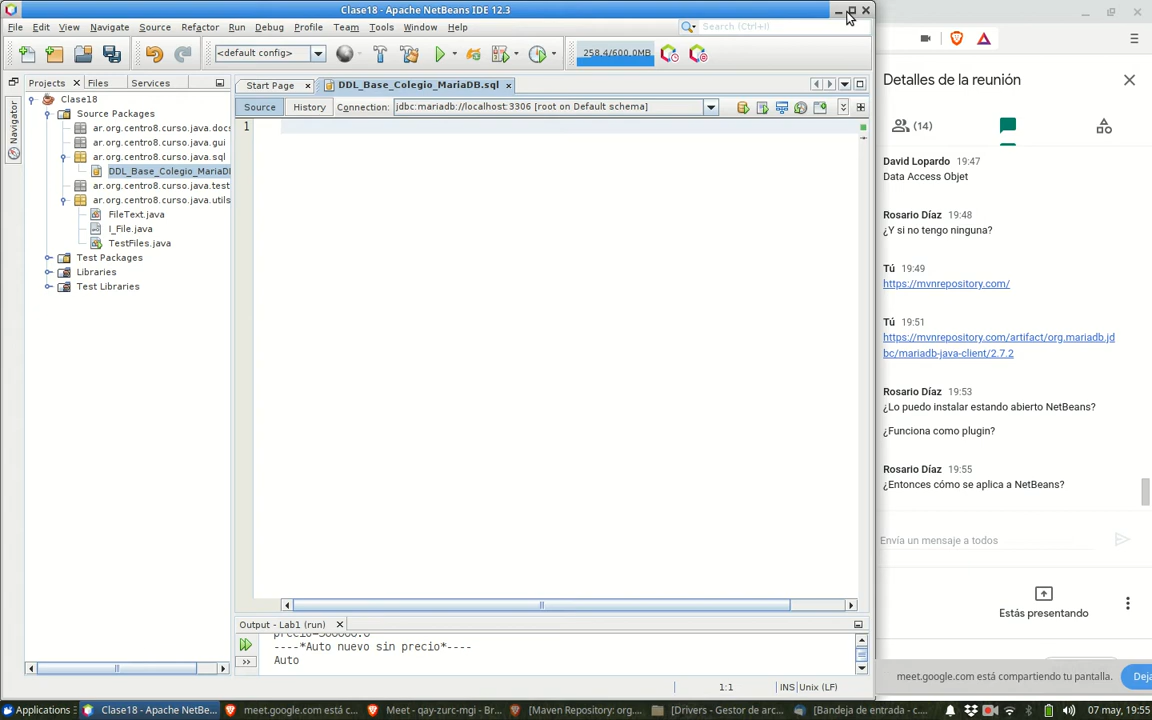 Clase18 - Apache NetBeans IDE 12.3
File Edit View Navigate Source Refactor Run Debug Profile Team Tools Window Help
Search (Ctrl+I)
<default config>
258.4/600.0MB
Projects Files Services
Start Page
DDL_Base_Colegio_MariaDB.sql
Source History Connection: jdbc:mariadb://localhost:3306 [root on Default schema]
Navigator
Clase18
Source Packages
ar.org.centro8.curso.java.docs
ar.org.centro8.curso.java.gui
ar.org.centro8.curso.java.sql
DDL_Base_Colegio_MariaDB
ar.org.centro8.curso.java.test
ar.org.centro8.curso.java.utils
FileText.java
I_File.java
TestFiles.java
Test Packages
Libraries
Test Libraries
1
Output - Lab1 (run)
precio=500000.0
----*Auto nuevo sin precio*----
Auto
1:1
INS
Unix (LF)
Detalles de la reunión
(14)
David Lopardo 19:47
Data Access Objet
Rosario Díaz 19:48
¿Y si no tengo ninguna?
Tú 19:49
https://mvnrepository.com/
Tú 19:51
https://mvnrepository.com/artifact/org.mariadb.jd
bc/mariadb-java-client/2.7.2
Rosario Díaz 19:53
¿Lo puedo instalar estando abierto NetBeans?
¿Funciona como plugin?
Rosario Díaz 19:55
¿Entonces cómo se aplica a NetBeans?
Envía un mensaje a todos
Estás presentando
meet.google.com está compartiendo tu pantalla.
Deja
Applications
Clase18 - Apache NetBe...
meet.google.com está c...
Meet - qay-zurc-mgi - Br...
[Maven Repository: org....
[Drivers - Gestor de arc...
[Bandeja de entrada - c...
07 may, 19:55